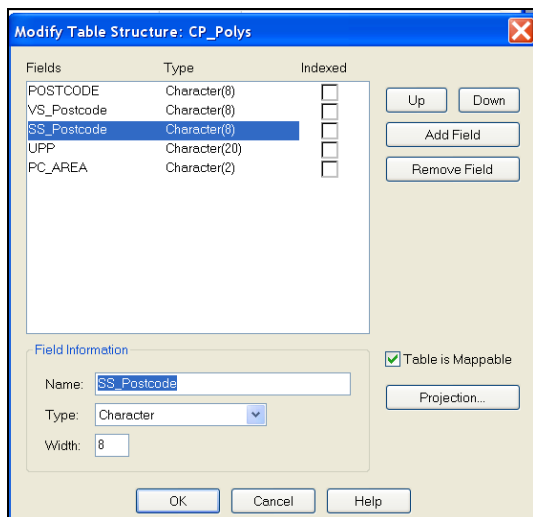 Modify Table Structure: CP_Polys
Fields Type Indexed
POSTCODE Character(8)
VS_Postcode Character(8)
SS_Postcode Character(8)
UPP Character(20)
PC_AREA Character(2)
Up Down
Add Field
Remove Field
Field Information
Name: SS_Postcode
Type: Character
Width: 8
Table is Mappable
Projection...
OK Cancel Help